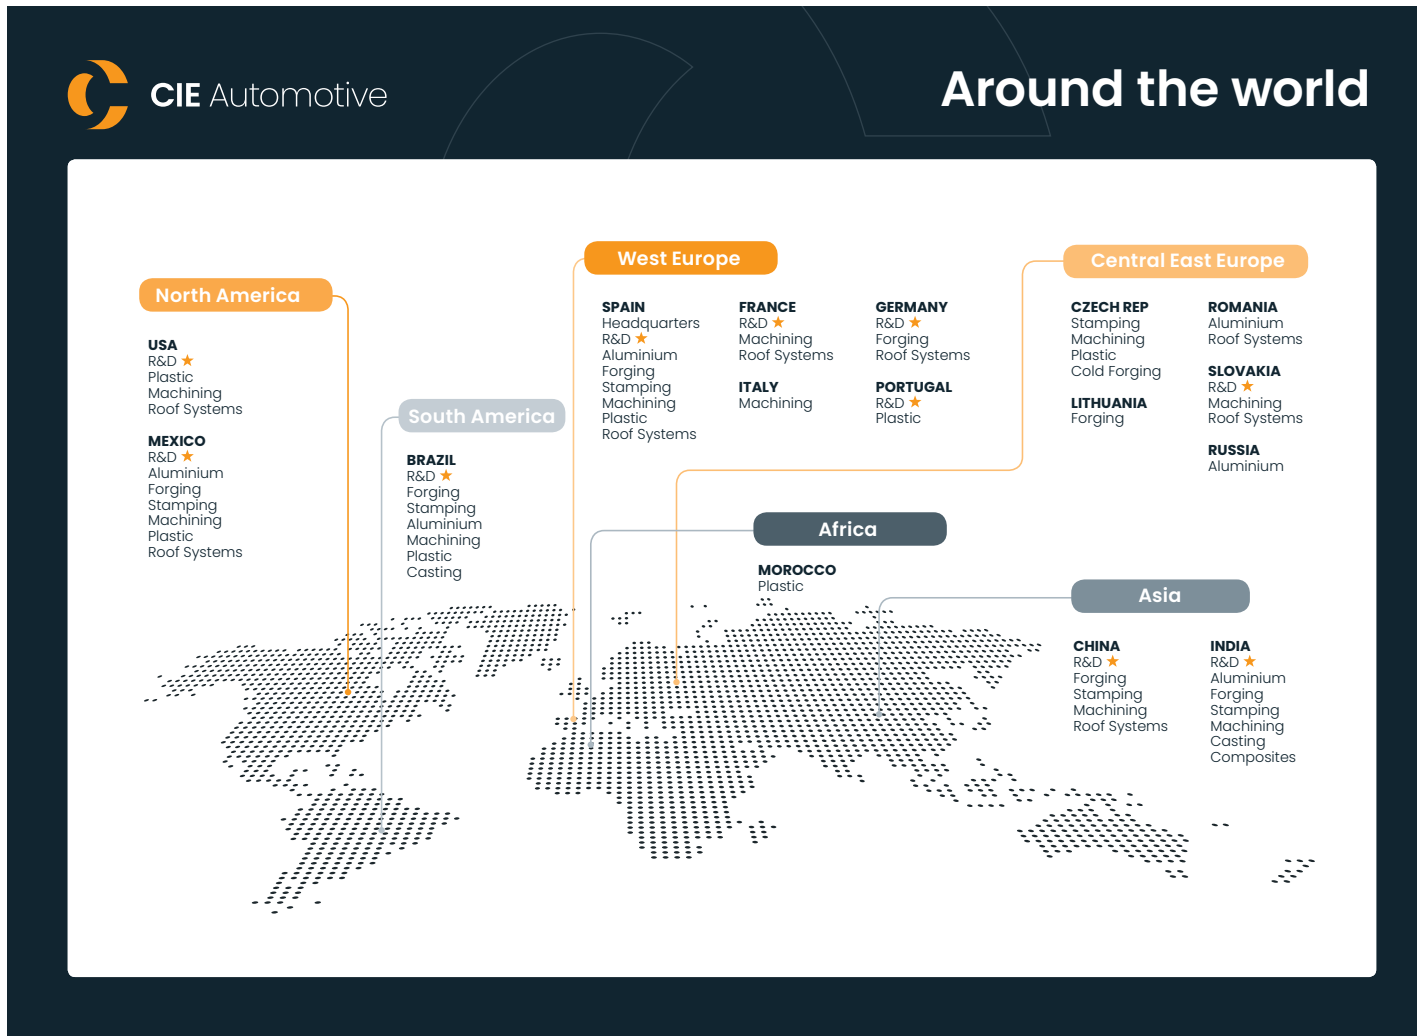 CIE Automotive
Around the world
North America
USA
R&D ★
Plastic
Machining
Roof Systems
MEXICO
R&D ★
Aluminium
Forging
Stamping
Machining
Plastic
Roof Systems
South America
BRAZIL
R&D ★
Forging
Stamping
Aluminium
Machining
Plastic
Casting
West Europe
SPAIN
Headquarters
R&D ★
Aluminium
Forging
Stamping
Machining
Plastic
Roof Systems
FRANCE
R&D ★
Machining
Roof Systems
ITALY
Machining
GERMANY
R&D ★
Forging
Roof Systems
PORTUGAL
R&D ★
Plastic
Central East Europe
CZECH REP
Stamping
Machining
Plastic
Cold Forging
LITHUANIA
Forging
ROMANIA
Aluminium
Roof Systems
SLOVAKIA
R&D ★
Machining
Roof Systems
RUSSIA
Aluminium
Africa
MOROCCO
Plastic
Asia
CHINA
R&D ★
Forging
Stamping
Machining
Roof Systems
INDIA
R&D ★
Aluminium
Forging
Stamping
Machining
Casting
Composites